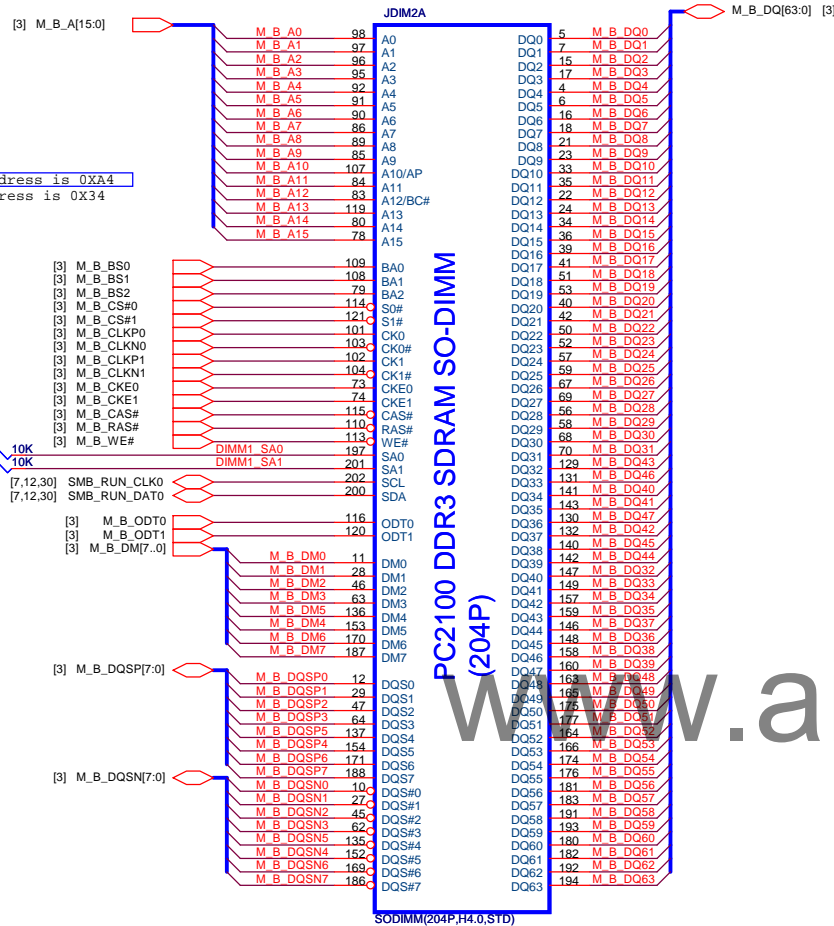 JDIM2A
[3] M_B_A[15:0]
M_B_DQ[63:0] [3]
dress is 0XA4
ress is 0X34
M_B_A0 98 A0
M_B_A1 97 A1
M_B_A2 96 A2
M_B_A3 95 A3
M_B_A4 92 A4
M_B_A5 91 A5
M_B_A6 90 A6
M_B_A7 86 A7
M_B_A8 89 A8
M_B_A9 85 A9
M_B_A10 107 A10/AP
M_B_A11 84 A11
M_B_A12 83 A12/BC#
M_B_A13 119 A13
M_B_A14 80 A14
M_B_A15 78 A15
[3] M_B_BS0 109 BA0
[3] M_B_BS1 108 BA1
[3] M_B_BS2 79 BA2
[3] M_B_CS#0 114 S0#
[3] M_B_CS#1 121 S1#
[3] M_B_CLKP0 101 CK0
[3] M_B_CLKN0 103 CK0#
[3] M_B_CLKP1 102 CK1
[3] M_B_CLKN1 104 CK1#
[3] M_B_CKE0 73 CKE0
[3] M_B_CKE1 74 CKE1
[3] M_B_CAS# 115 CAS#
[3] M_B_RAS# 110 RAS#
[3] M_B_WE# 113 WE#
10K DIMM1_SA0 197 SA0
10K DIMM1_SA1 201 SA1
[7,12,30] SMB_RUN_CLK0 202 SCL
[7,12,30] SMB_RUN_DAT0 200 SDA
[3] M_B_ODT0 116 ODT0
[3] M_B_ODT1 120 ODT1
[3] M_B_DM[7..0]
M_B_DM0 11 DM0
M_B_DM1 28 DM1
M_B_DM2 46 DM2
M_B_DM3 63 DM3
M_B_DM5 136 DM4
M_B_DM4 153 DM5
M_B_DM6 170 DM6
M_B_DM7 187 DM7
[3] M_B_DQSP[7:0]
M_B_DQSP0 12 DQS0
M_B_DQSP1 29 DQS1
M_B_DQSP2 47 DQS2
M_B_DQSP3 64 DQS3
M_B_DQSP5 137 DQS4
M_B_DQSP4 154 DQS5
M_B_DQSP6 171 DQS6
M_B_DQSP7 188 DQS7
[3] M_B_DQSN[7:0]
M_B_DQSN0 10 DQS#0
M_B_DQSN1 27 DQS#1
M_B_DQSN2 45 DQS#2
M_B_DQSN3 62 DQS#3
M_B_DQSN5 135 DQS#4
M_B_DQSN4 152 DQS#5
M_B_DQSN6 169 DQS#6
M_B_DQSN7 186 DQS#7
PC2100 DDR3 SDRAM SO-DIMM
(204P)
DQ0 5 M_B_DQ0
DQ1 7 M_B_DQ1
DQ2 15 M_B_DQ2
DQ3 17 M_B_DQ3
DQ4 4 M_B_DQ4
DQ5 6 M_B_DQ5
DQ6 16 M_B_DQ6
DQ7 18 M_B_DQ7
DQ8 21 M_B_DQ8
DQ9 23 M_B_DQ9
DQ10 33 M_B_DQ10
DQ11 35 M_B_DQ11
DQ12 22 M_B_DQ12
DQ13 24 M_B_DQ13
DQ14 34 M_B_DQ14
DQ15 36 M_B_DQ15
DQ16 39 M_B_DQ16
DQ17 41 M_B_DQ17
DQ18 51 M_B_DQ18
DQ19 53 M_B_DQ19
DQ20 40 M_B_DQ20
DQ21 42 M_B_DQ21
DQ22 50 M_B_DQ22
DQ23 52 M_B_DQ23
DQ24 57 M_B_DQ24
DQ25 59 M_B_DQ25
DQ26 67 M_B_DQ26
DQ27 69 M_B_DQ27
DQ28 56 M_B_DQ28
DQ29 58 M_B_DQ29
DQ30 68 M_B_DQ30
DQ31 70 M_B_DQ31
DQ32 129 M_B_DQ43
DQ33 131 M_B_DQ46
DQ34 141 M_B_DQ40
DQ35 143 M_B_DQ41
DQ36 130 M_B_DQ47
DQ37 132 M_B_DQ42
DQ38 140 M_B_DQ45
DQ39 142 M_B_DQ44
DQ40 147 M_B_DQ32
DQ41 149 M_B_DQ33
DQ42 157 M_B_DQ34
DQ43 159 M_B_DQ35
DQ44 146 M_B_DQ37
DQ45 148 M_B_DQ36
DQ46 158 M_B_DQ38
DQ47 160 M_B_DQ39
DQ48 163 M_B_DQ48
DQ49 165 M_B_DQ49
DQ50 175 M_B_DQ50
DQ51 177 M_B_DQ51
DQ52 164 M_B_DQ52
DQ53 166 M_B_DQ53
DQ54 174 M_B_DQ54
DQ55 176 M_B_DQ55
DQ56 181 M_B_DQ56
DQ57 183 M_B_DQ57
DQ58 191 M_B_DQ58
DQ59 193 M_B_DQ59
DQ60 180 M_B_DQ60
DQ61 182 M_B_DQ61
DQ62 192 M_B_DQ62
DQ63 194 M_B_DQ63
www.a
SODIMM(204P,H4.0,STD)